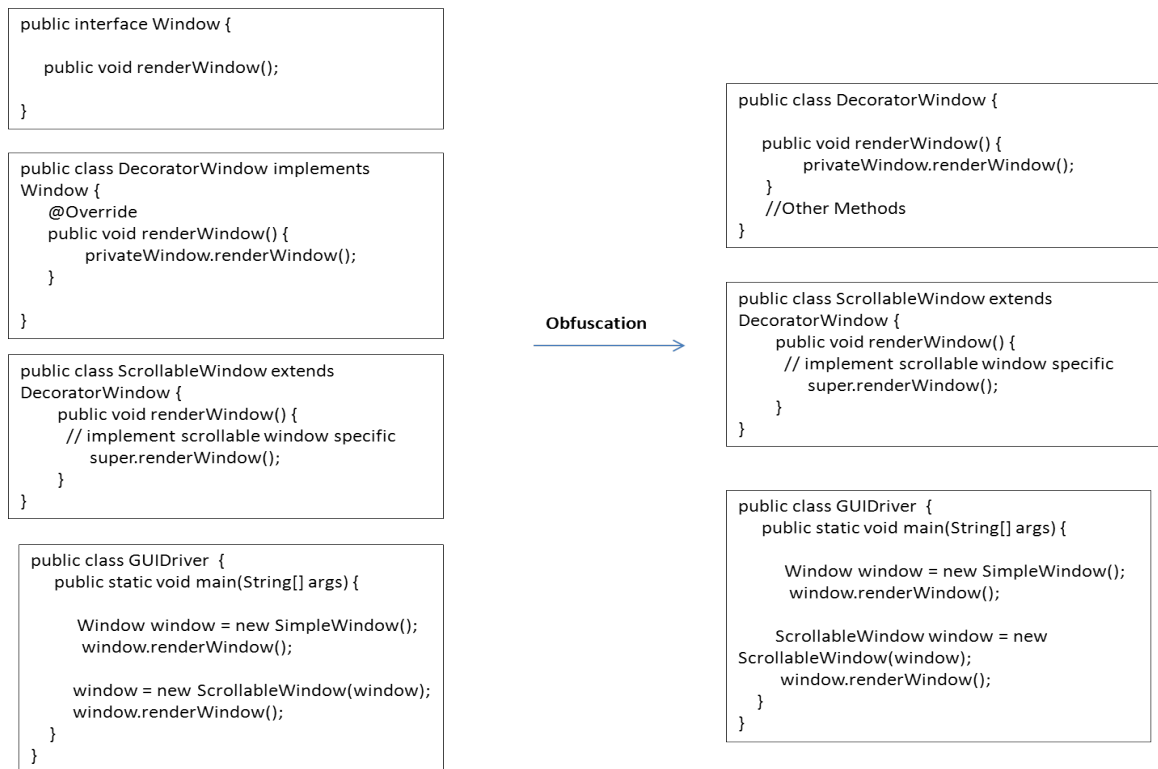 public interface Window {
public void renderWindow();
}
public class DecoratorWindow implements
Window {
@Override
public void renderWindow() {
privateWindow.renderWindow();
}
}
public class ScrollableWindow extends
DecoratorWindow {
public void renderWindow() {
// implement scrollable window specific
super.renderWindow();
}
}
public class GUIDriver {
public static void main(String[] args) {
Window window = new SimpleWindow();
window.renderWindow();
window = new ScrollableWindow(window);
window.renderWindow();
}
}
Obfuscation
public class DecoratorWindow {
public void renderWindow() {
privateWindow.renderWindow();
}
//Other Methods
}
public class ScrollableWindow extends
DecoratorWindow {
public void renderWindow() {
// implement scrollable window specific
super.renderWindow();
}
}
public class GUIDriver {
public static void main(String[] args) {
Window window = new SimpleWindow();
window.renderWindow();
ScrollableWindow window = new
ScrollableWindow(window);
window.renderWindow();
}
}